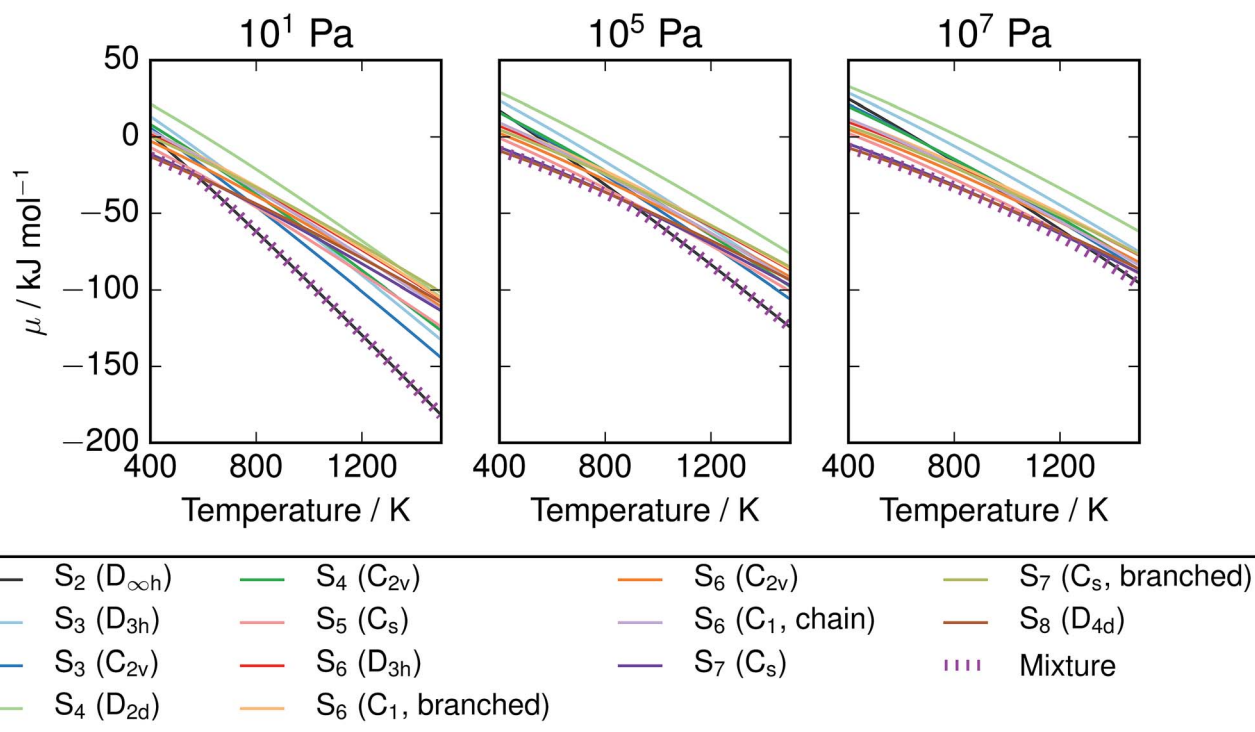 10¹ Pa 10⁵ Pa 10⁷ Pa
50
0
−50
−100
−150
−200
μ / kJ mol⁻¹
400 800 1200 400 800 1200 400 800 1200
Temperature / K Temperature / K Temperature / K
S₂ (D∞h) S₄ (C₂ᵥ) S₆ (C₂ᵥ) S₇ (Cₛ, branched)
S₃ (D₃h) S₅ (Cₛ) S₆ (C₁, chain) S₈ (D₄d)
S₃ (C₂ᵥ) S₆ (D₃h) S₇ (Cₛ) Mixture
S₄ (D₂d) S₆ (C₁, branched)